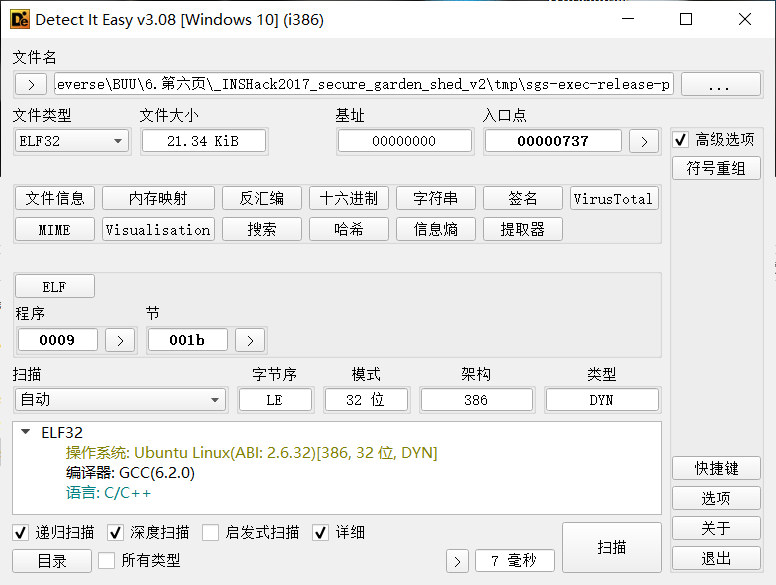 Detect It Easy v3.08 [Windows 10] (i386)
文件名
> .everse\BUU\6.第六页\_INSHack2017_secure_garden_shed_v2\tmp\sgs-exec-release-p ...
文件类型 文件大小 基址 入口点
ELF32 21.34 KiB 00000000 00000737 > 高级选项
符号重组
文件信息 内存映射 反汇编 十六进制 字符串 签名 VirusTotal
MIME Visualisation 搜索 哈希 信息熵 提取器
ELF
程序 节
0009 > 001b >
扫描 字节序 模式 架构 类型
自动 LE 32 位 386 DYN
ELF32
操作系统: Ubuntu Linux(ABI: 2.6.32)[386, 32 位, DYN]
编译器: GCC(6.2.0)
语言: C/C++
快捷键
选项
关于
退出
递归扫描 深度扫描 启发式扫描 详细
目录 所有类型 > 7 毫秒 扫描